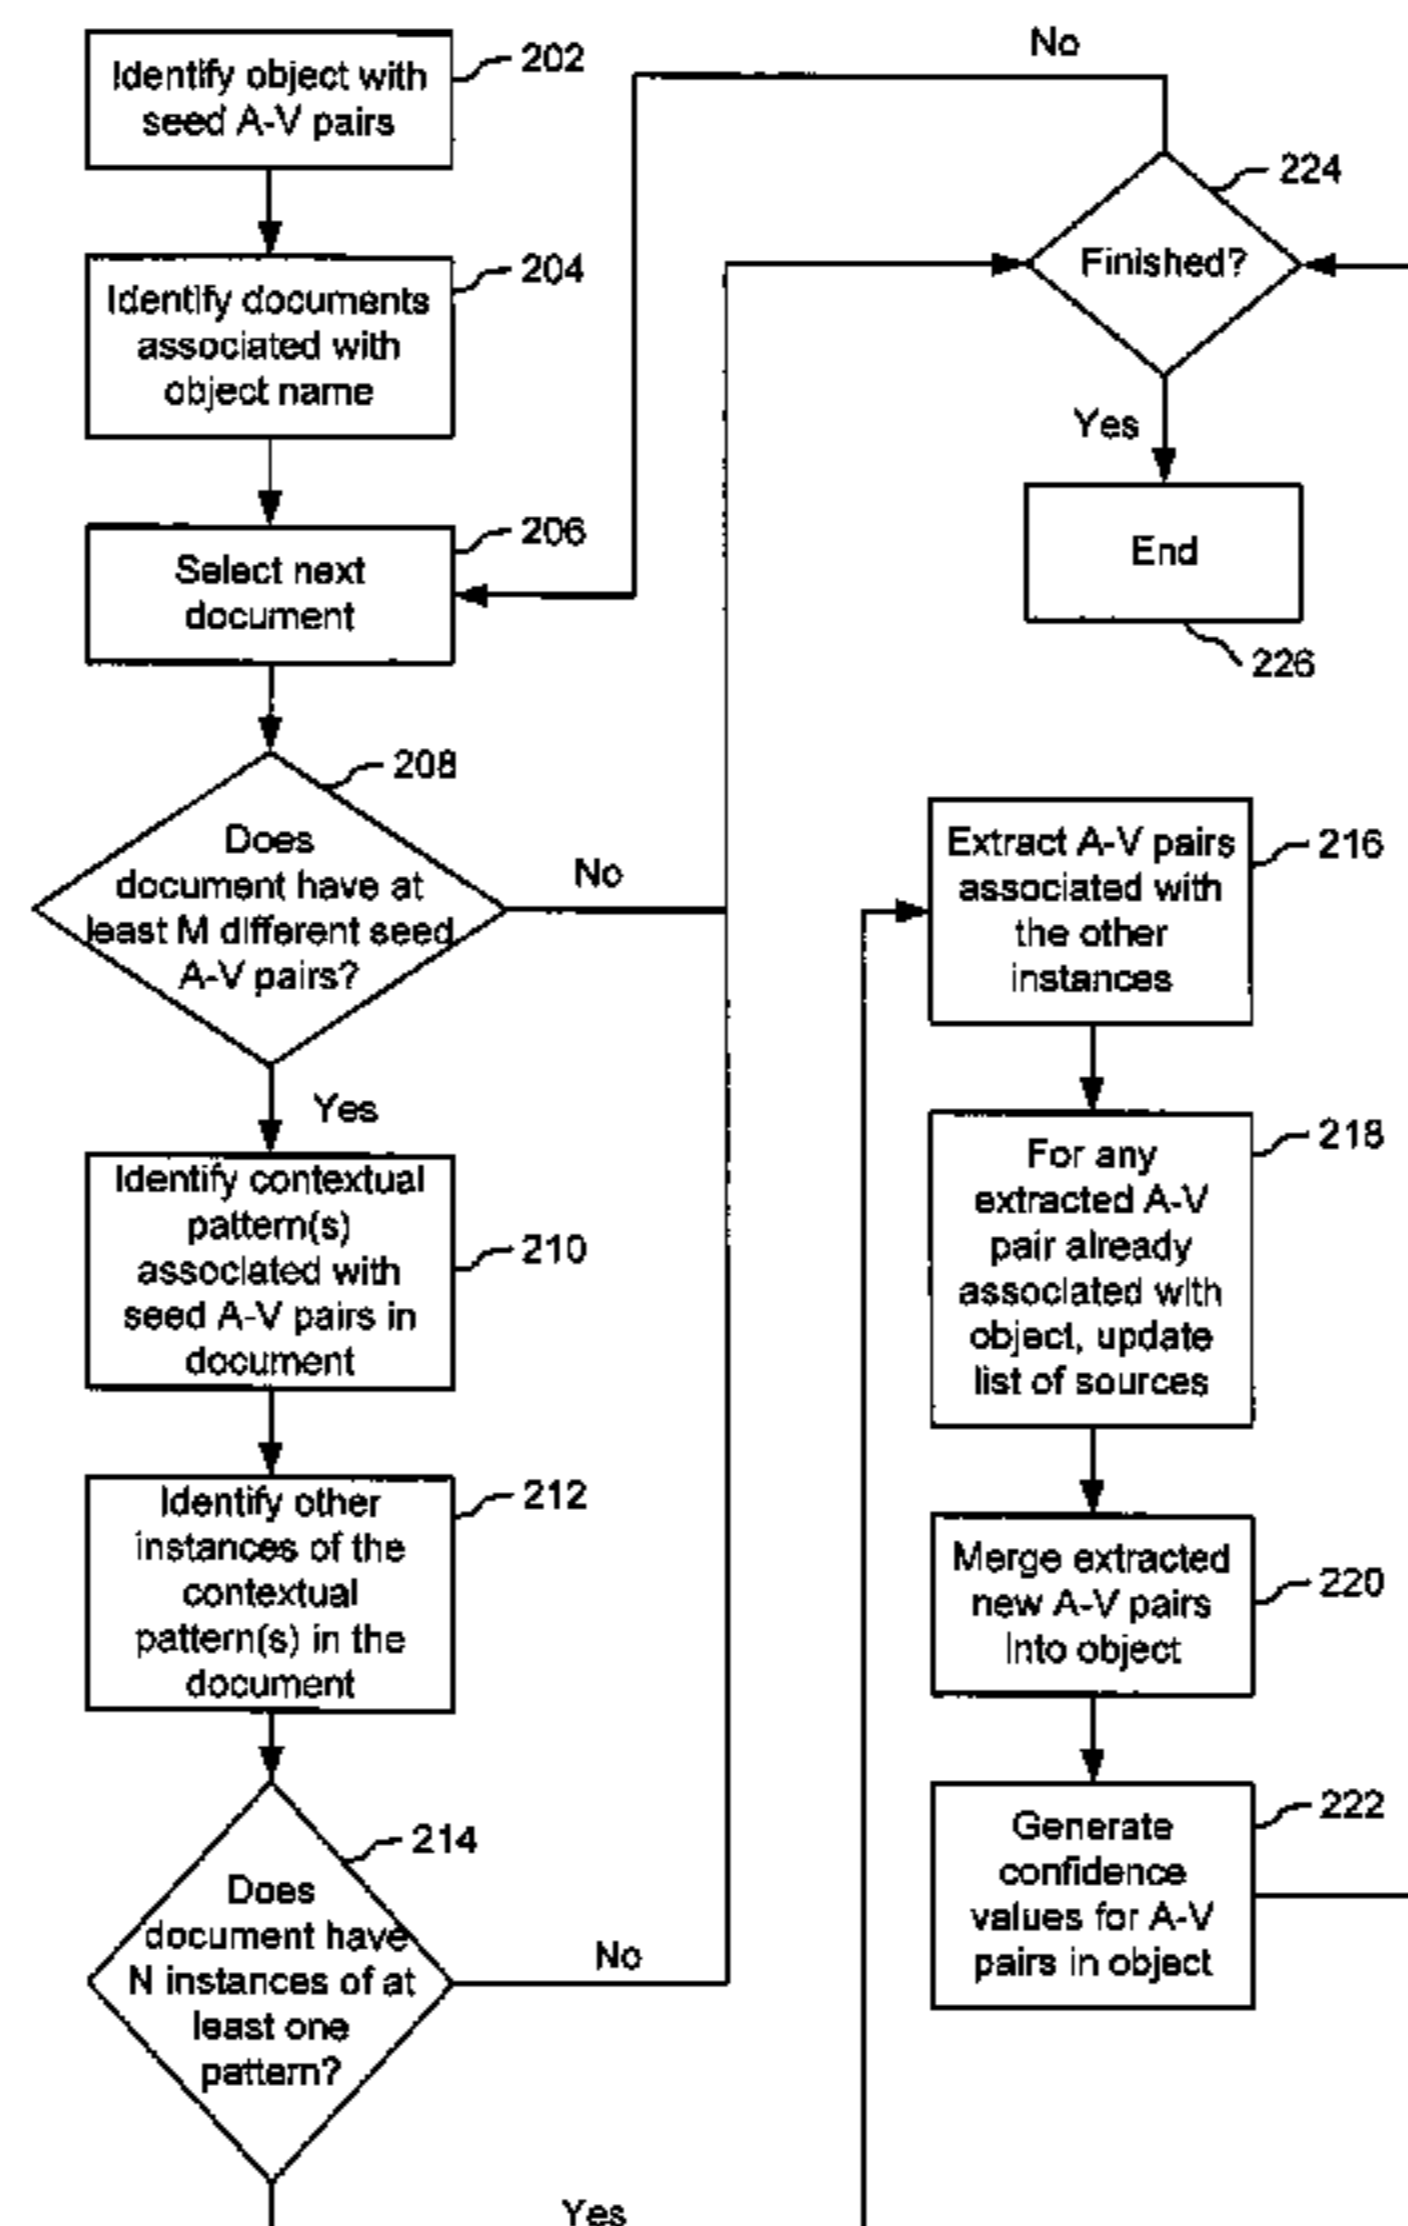 Identify object with
seed A-V pairs
202
Identify documents
associated with
object name
204
Select next
document
206
Does
document have at
least M different seed
A-V pairs?
208
No
Yes
Identify contextual
pattern(s)
associated with
seed A-V pairs in
document
210
Identify other
instances of the
contextual
pattern(s) in the
document
212
Does
document have
N instances of at
least one
pattern?
214
No
Yes
Extract A-V pairs
associated with
the other
instances
216
For any
extracted A-V
pair already
associated with
object, update
list of sources
218
Merge extracted
new A-V pairs
into object
220
Generate
confidence
values for A-V
pairs in object
222
Finished?
224
No
Yes
End
226